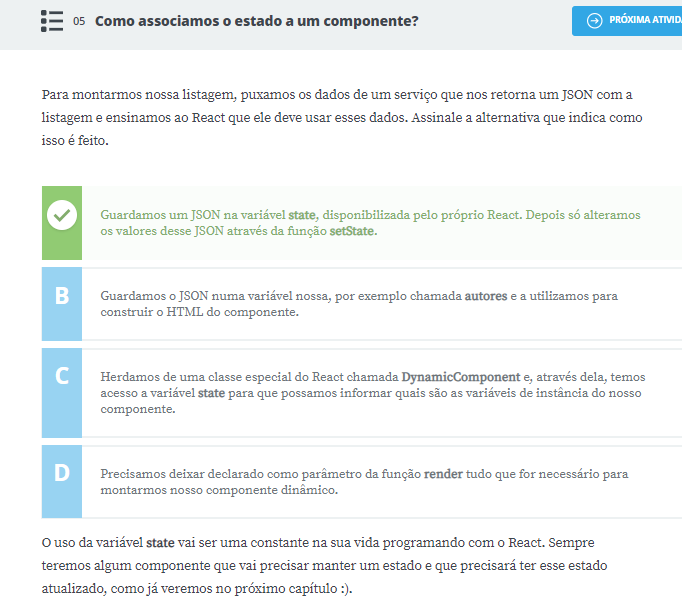 05 Como associamos o estado a um componente?
PRÓXIMA
Para montarmos nossa listagem, puxamos os dados de um serviço que nos retorna um JSON com a
listagem e ensinamos ao React que ele deve usar esses dados. Assinale a alternativa que indica como
isso é feito.
Guardamos um JSON na variável state, disponibilizada pelo próprio React. Depois só alteramos
os valores desse JSON através da função setState.
B
Guardamos o JSON numa variável nossa, por exemplo chamada autores e a utilizamos para
construir o HTML do componente.
C
Herdamos de uma classe especial do React chamada DynamicComponent e, através dela, temos
acesso a variável state para que possamos informar quais são as variáveis de instância do nosso
componente.
D
Precisamos deixar declarado como parâmetro da função render tudo que for necessário para
montarmos nosso componente dinâmico.
O uso da variável state vai ser uma constante na sua vida programando com o React. Sempre
teremos algum componente que vai precisar manter um estado e que precisará ter esse estado
atualizado, como já veremos no próximo capítulo :).